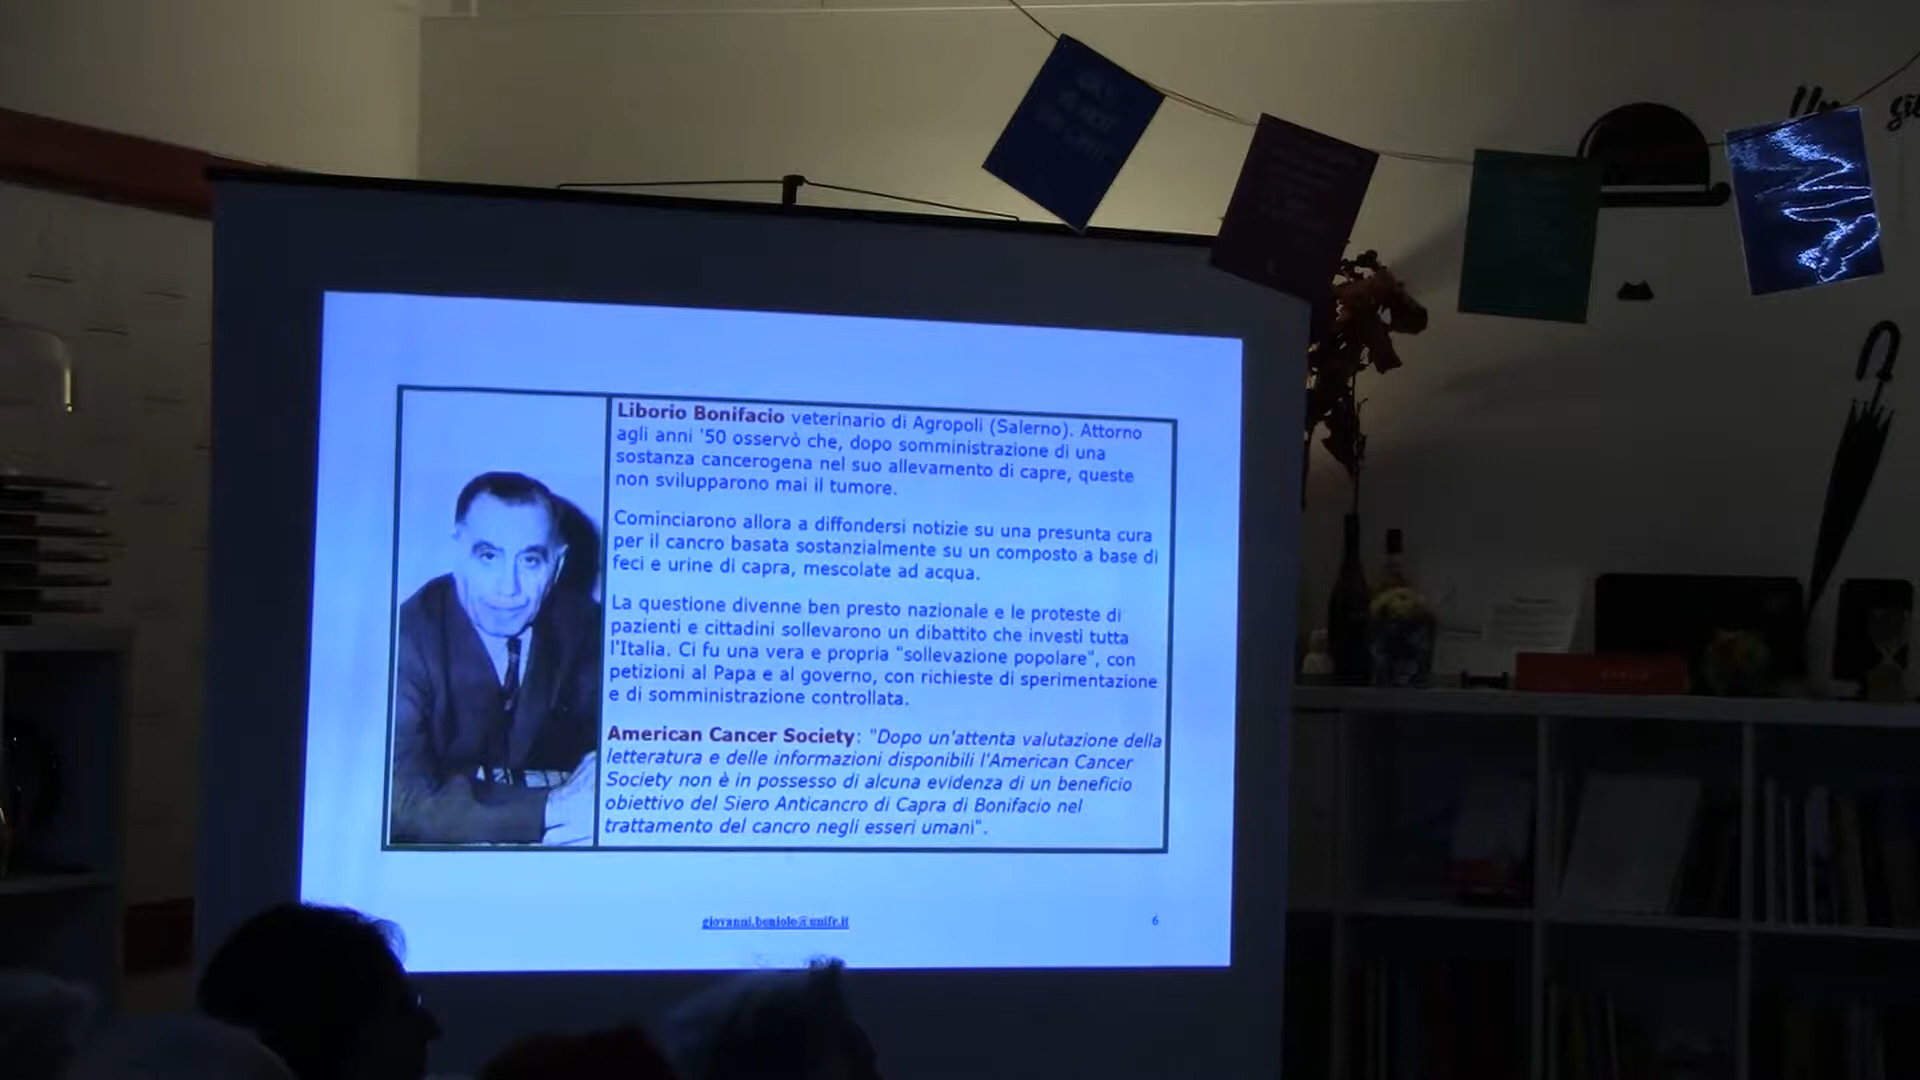 Liborio Bonifacio veterinario di Agropoli (Salerno). Attorno
agli anni '50 osservò che, dopo somministrazione di una
sostanza cancerogena nel suo allevamento di capre, queste
non svilupparono mai il tumore.
Cominciarono allora a diffondersi notizie su una presunta cura
per il cancro basata sostanzialmente su un composto a base di
feci e urine di capra, mescolate ad acqua.
La questione divenne ben presto nazionale e le proteste di
pazienti e cittadini sollevarono un dibattito che investì tutta
l'Italia. Ci fu una vera e propria "sollevazione popolare", con
petizioni al Papa e al governo, con richieste di sperimentazione
e di somministrazione controllata.
American Cancer Society: "Dopo un'attenta valutazione della
letteratura e delle informazioni disponibili l'American Cancer
Society non è in possesso di alcuna evidenza di un beneficio
obiettivo del Siero Anticancro di Capra di Bonifacio nel
trattamento del cancro negli esseri umani".
giovanni.boniolo@unife.it
6